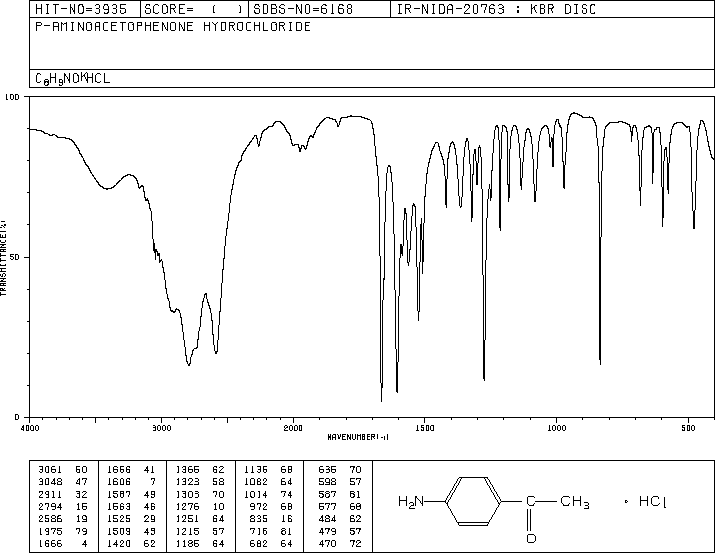 HIT-NO=3935 SCORE= ( ) SDBS-NO=6168 IR-NIDA-20763 : KBR DISC
P-AMINOACETOPHENONE HYDROCHLORIDE
C8H9NO·HCL
100
50
0
TRANSMITTANCE(%)
4000 3000 2000 1500 1000 500
WAVENUMBER(-1)
3061 50 1666 41 1366 62 1136 68 636 70
3048 47 1606 7 1323 58 1082 64 598 57
2911 32 1587 49 1303 70 1014 74 587 81
2794 16 1563 46 1276 10 972 68 577 68
2586 19 1525 29 1251 64 835 16 484 62
1975 79 1509 43 1215 57 716 81 479 57
1666 4 1420 62 1185 64 682 64 470 72
H2N C CH3 · HCl
O